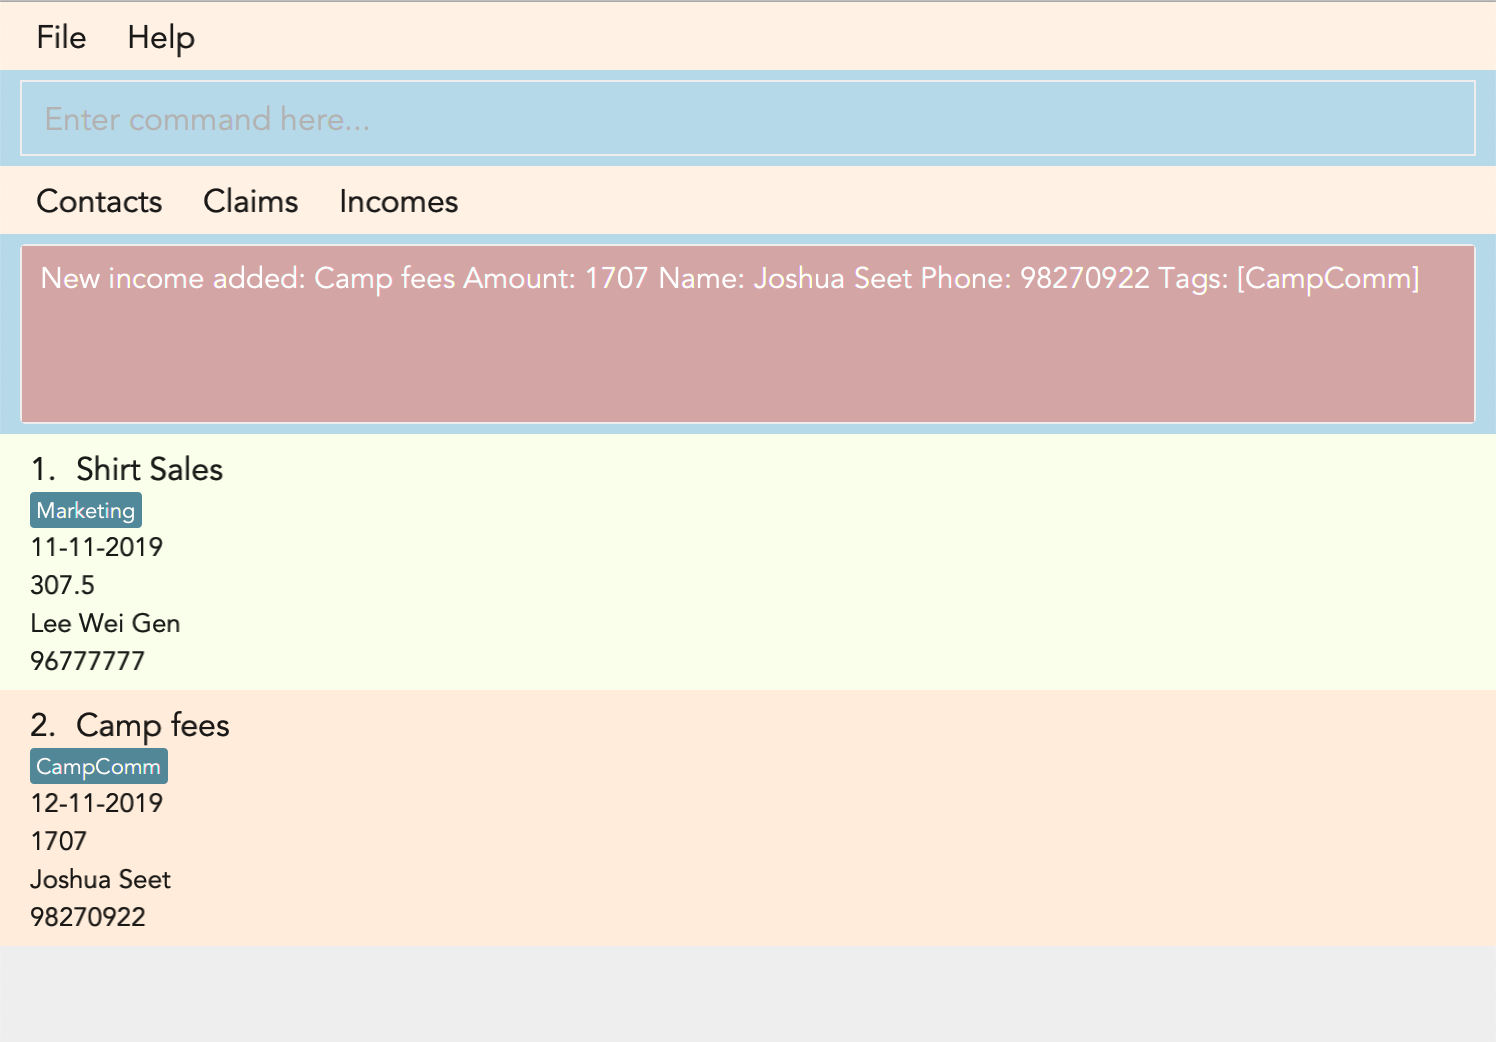 File Help
Enter command here...
Contacts Claims Incomes
New income added: Camp fees Amount: 1707 Name: Joshua Seet Phone: 98270922 Tags: [CampComm]
1. Shirt Sales
Marketing
11-11-2019
307.5
Lee Wei Gen
96777777
2. Camp fees
CampComm
12-11-2019
1707
Joshua Seet
98270922